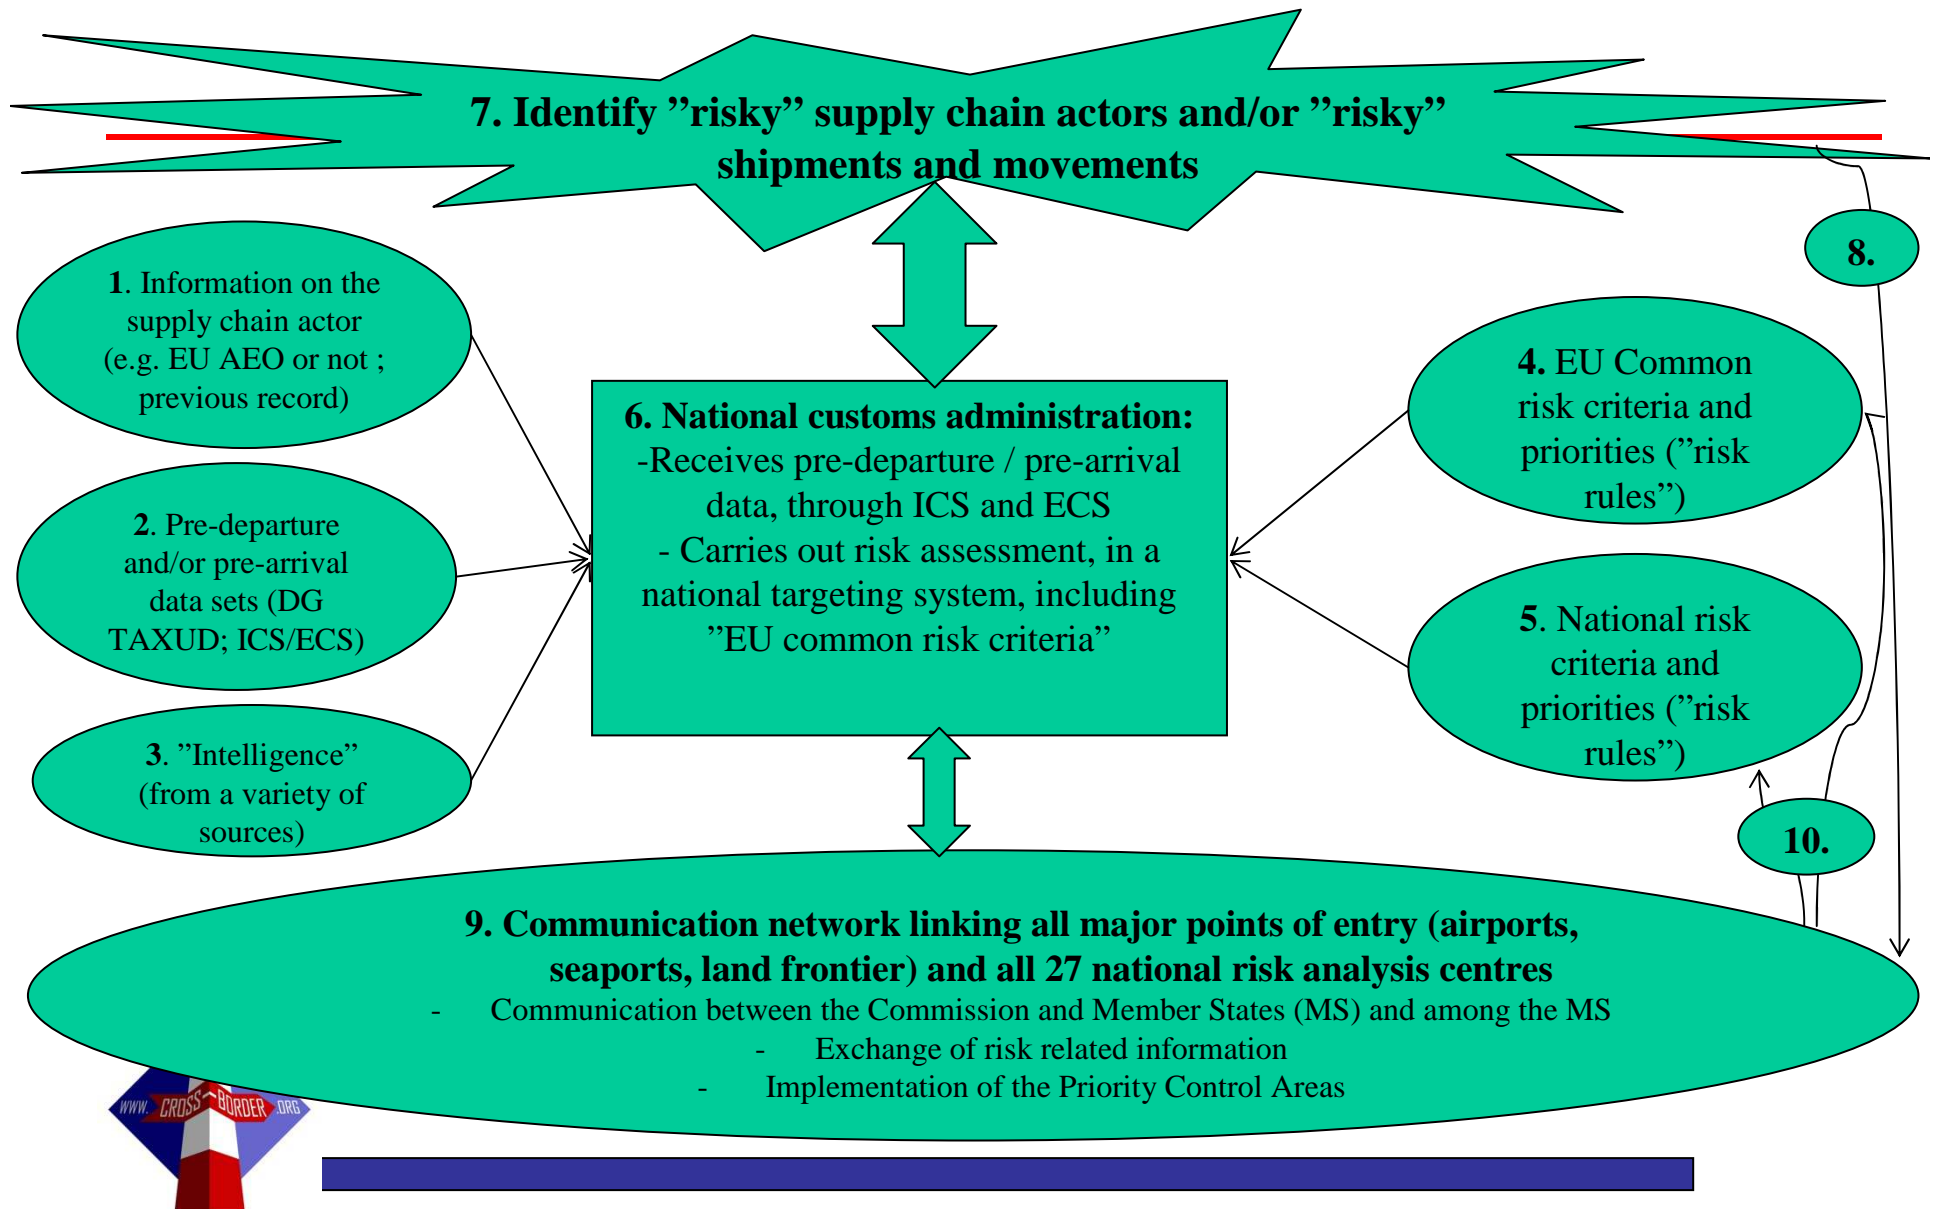 7. Identify ”risky” supply chain actors and/or ”risky”
shipments and movements
8.
1. Information on the
supply chain actor
(e.g. EU AEO or not ;
previous record)
2. Pre-departure
and/or pre-arrival
data sets (DG
TAXUD; ICS/ECS)
3. ”Intelligence”
(from a variety of
sources)
6. National customs administration:
-Receives pre-departure / pre-arrival
data, through ICS and ECS
- Carries out risk assessment, in a
national targeting system, including
”EU common risk criteria”
4. EU Common
risk criteria and
priorities (”risk
rules”)
5. National risk
criteria and
priorities (”risk
rules”)
10.
9. Communication network linking all major points of entry (airports,
seaports, land frontier) and all 27 national risk analysis centres
- Communication between the Commission and Member States (MS) and among the MS
- Exchange of risk related information
- Implementation of the Priority Control Areas
WWW. CROSS-BORDER .ORG